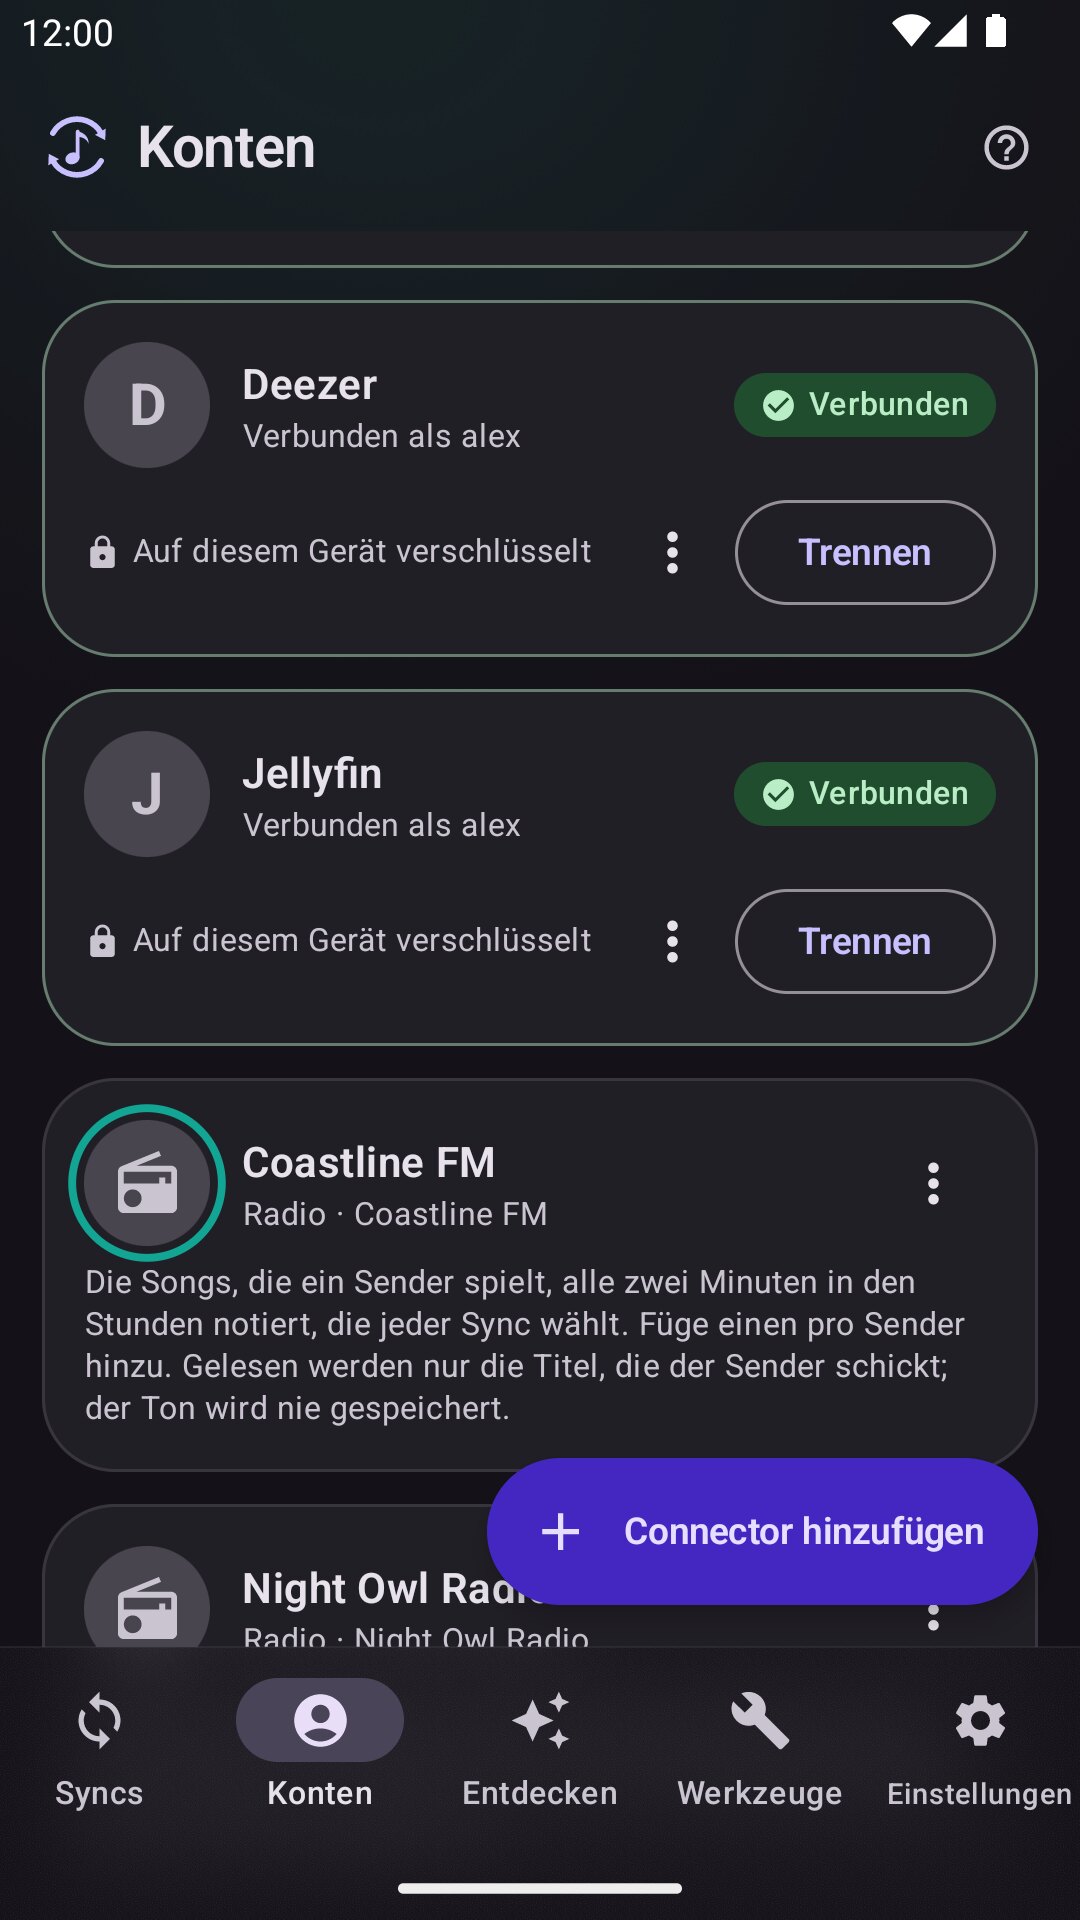 12:00
Konten
D
Deezer
Verbunden als alex
Verbunden
Auf diesem Gerät verschlüsselt
Trennen
J
Jellyfin
Verbunden als alex
Verbunden
Auf diesem Gerät verschlüsselt
Trennen
Coastline FM
Radio · Coastline FM
Die Songs, die ein Sender spielt, alle zwei Minuten in den
Stunden notiert, die jeder Sync wählt. Füge einen pro Sender
hinzu. Gelesen werden nur die Titel, die der Sender schickt;
der Ton wird nie gespeichert.
Connector hinzufügen
Night Owl Radio
Radio · Night Owl Radio
Syncs
Konten
Entdecken
Werkzeuge
Einstellungen